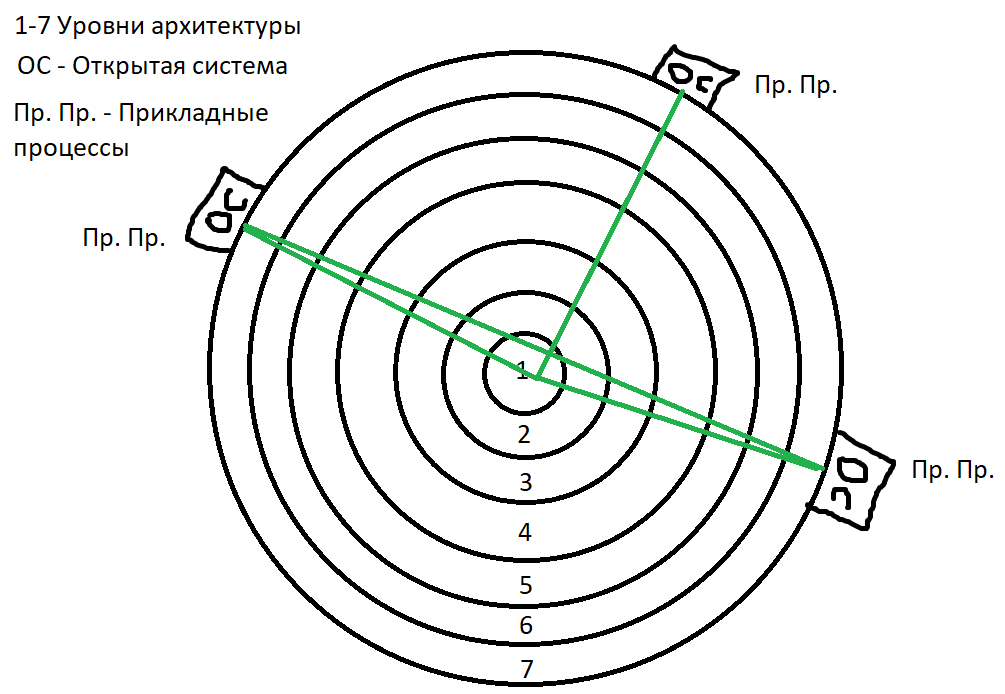 1-7 Уровни архитектуры
ОС - Открытая система
Пр. Пр. - Прикладные
процессы
ОС
Пр. Пр.
ОС
Пр. Пр.
1
2
ОС
Пр. Пр.
3
4
5
6
7